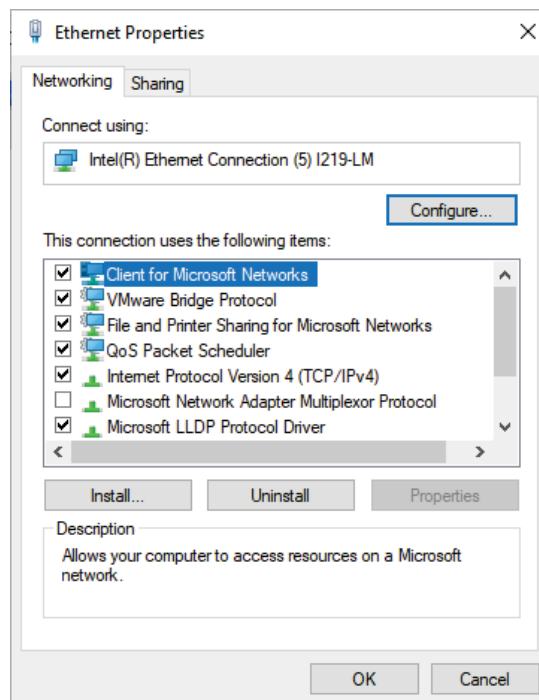 Ethernet Properties
Networking
Sharing
Connect using:
Intel(R) Ethernet Connection (5) I219-LM
Configure...
This connection uses the following items:
Client for Microsoft Networks
VMware Bridge Protocol
File and Printer Sharing for Microsoft Networks
QoS Packet Scheduler
Internet Protocol Version 4 (TCP/IPv4)
Microsoft Network Adapter Multiplexor Protocol
Microsoft LLDP Protocol Driver
Install...
Uninstall
Properties
Description
Allows your computer to access resources on a Microsoft
network.
OK
Cancel